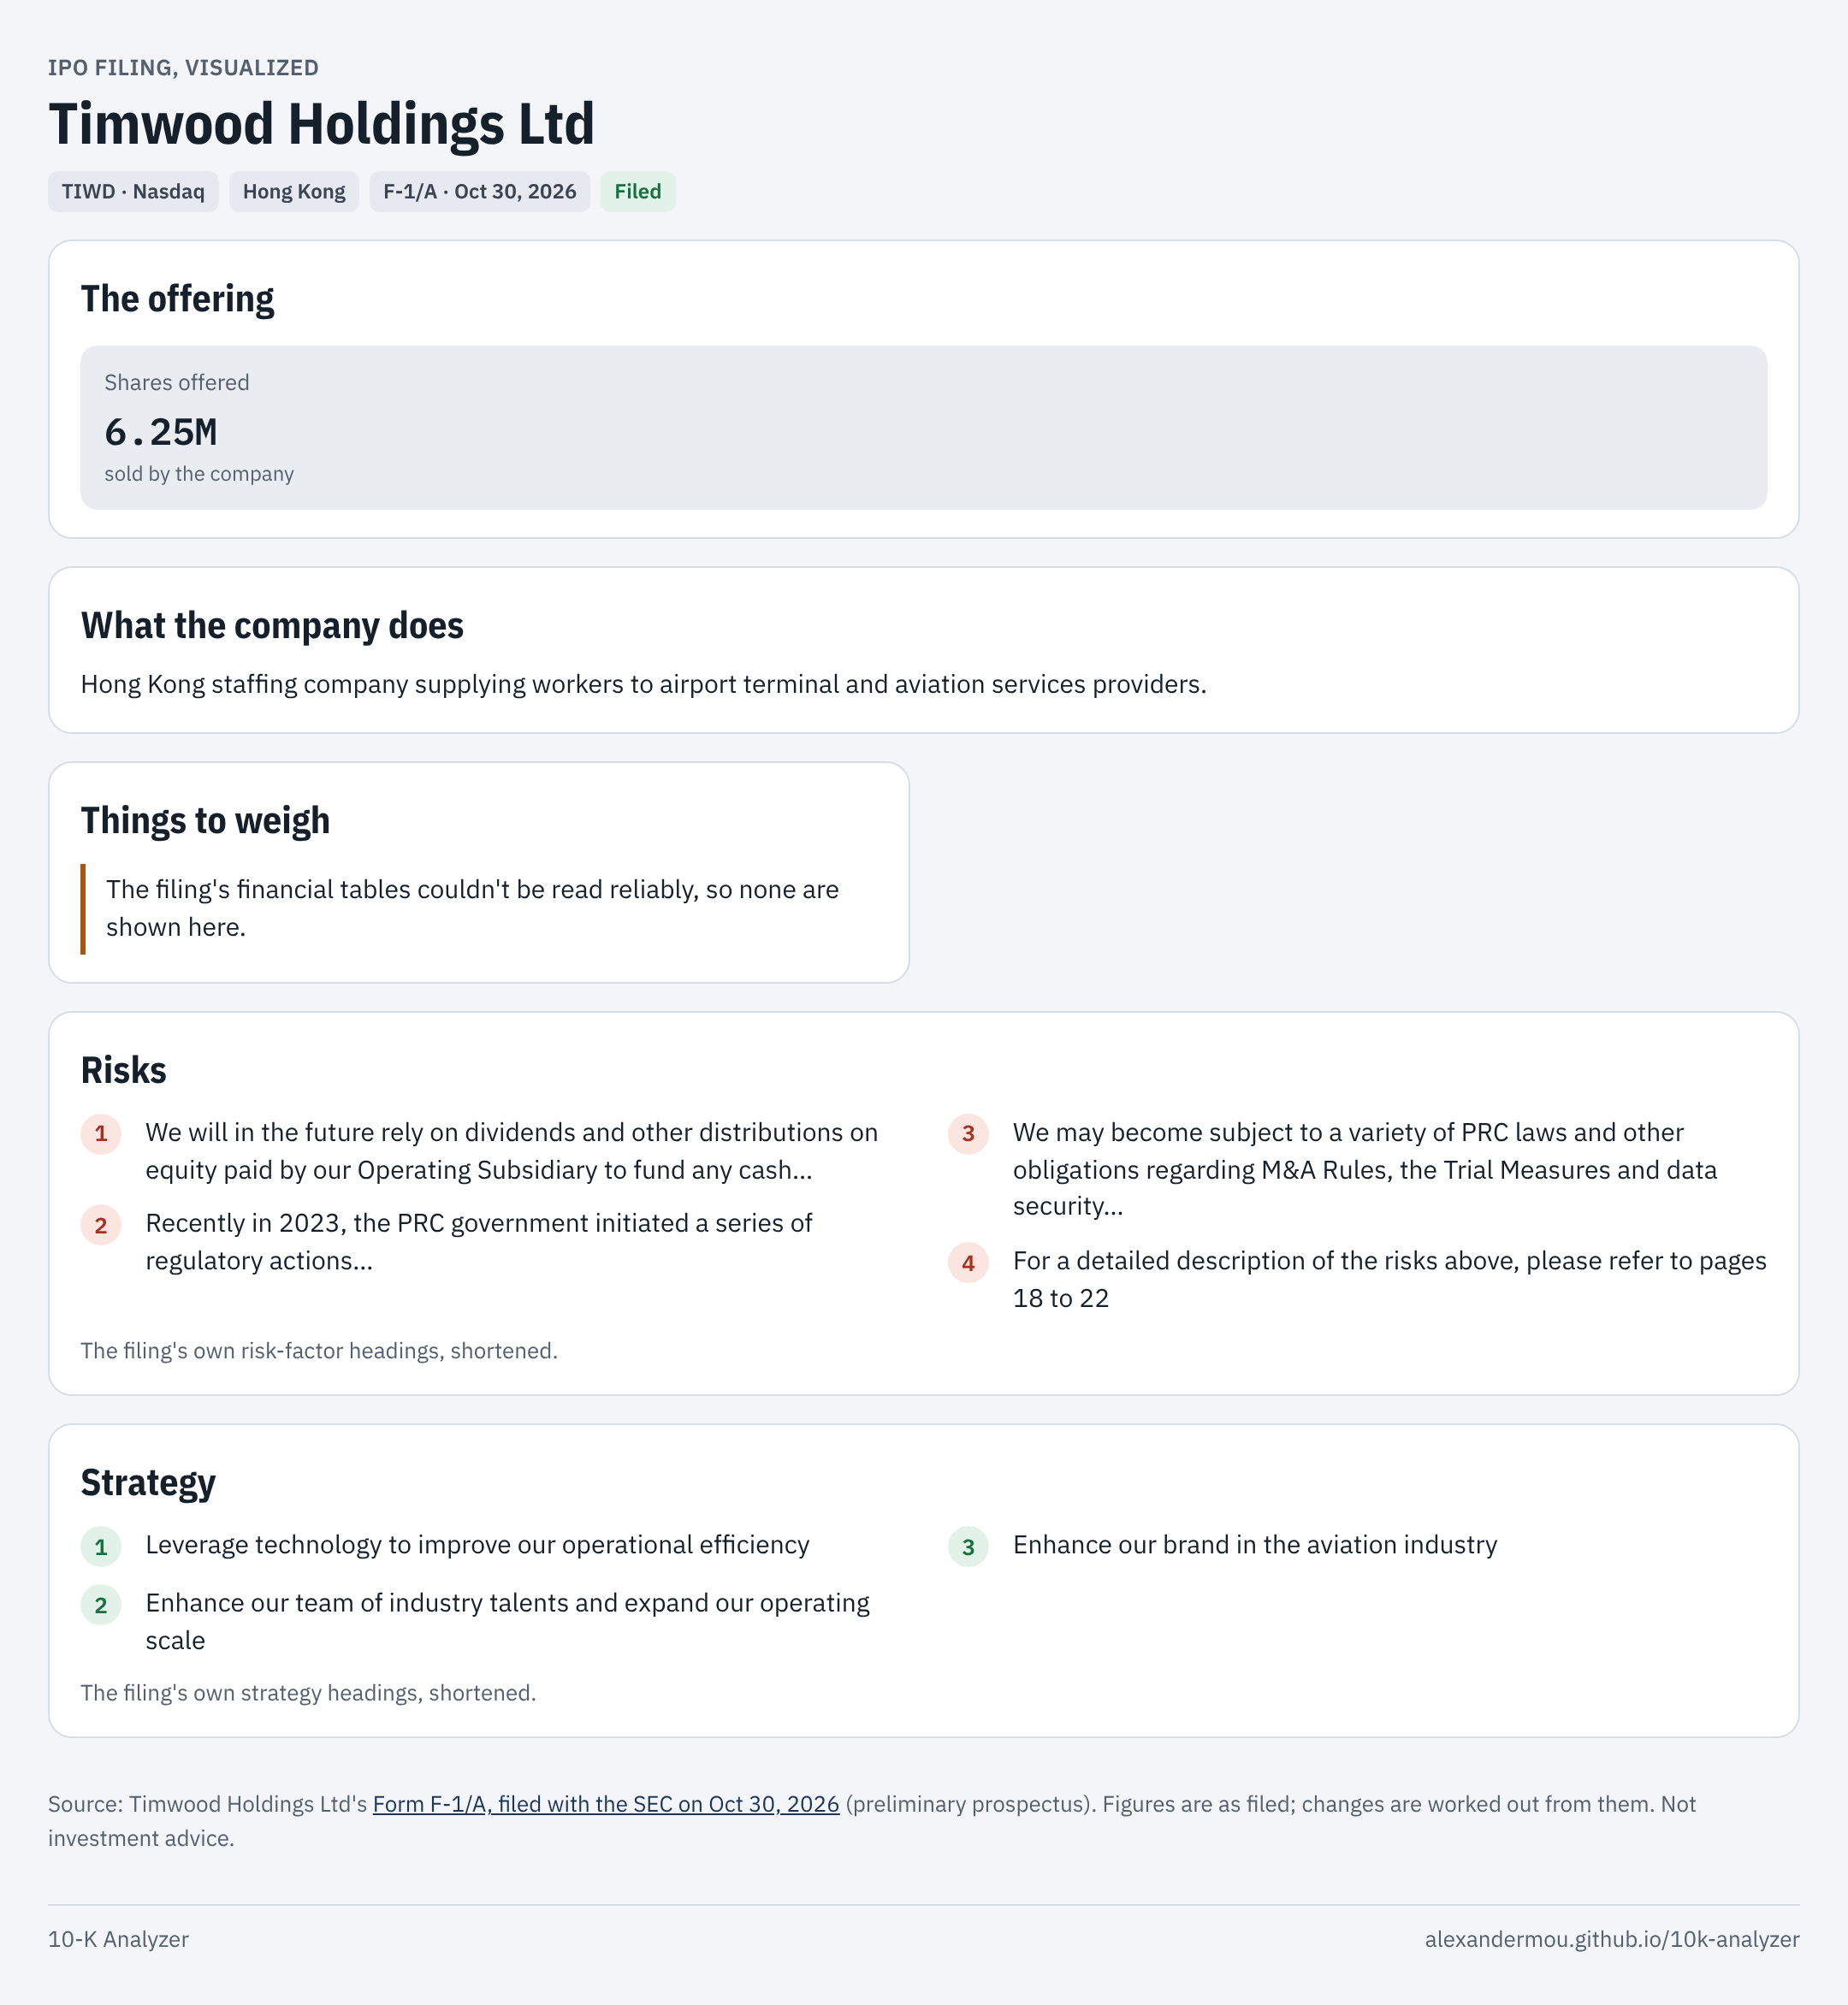 IPO FILING, VISUALIZED
Timwood Holdings Ltd
TIWD · Nasdaq
Hong Kong
F-1/A · Oct 30, 2026
Filed
The offering
Shares offered
6.25M
sold by the company
What the company does
Hong Kong staffing company supplying workers to airport terminal and aviation services providers.
Things to weigh
The filing's financial tables couldn't be read reliably, so none are
shown here.
Risks
1 We will in the future rely on dividends and other distributions on
equity paid by our Operating Subsidiary to fund any cash...
2 Recently in 2023, the PRC government initiated a series of
regulatory actions...
3 We may become subject to a variety of PRC laws and other
obligations regarding M&A Rules, the Trial Measures and data
security...
4 For a detailed description of the risks above, please refer to pages
18 to 22
The filing's own risk-factor headings, shortened.
Strategy
1 Leverage technology to improve our operational efficiency
2 Enhance our team of industry talents and expand our operating
scale
3 Enhance our brand in the aviation industry
The filing's own strategy headings, shortened.
Source: Timwood Holdings Ltd's Form F-1/A, filed with the SEC on Oct 30, 2026 (preliminary prospectus). Figures are as filed; changes are worked out from them. Not
investment advice.
10-K Analyzer
alexandermou.github.io/10k-analyzer